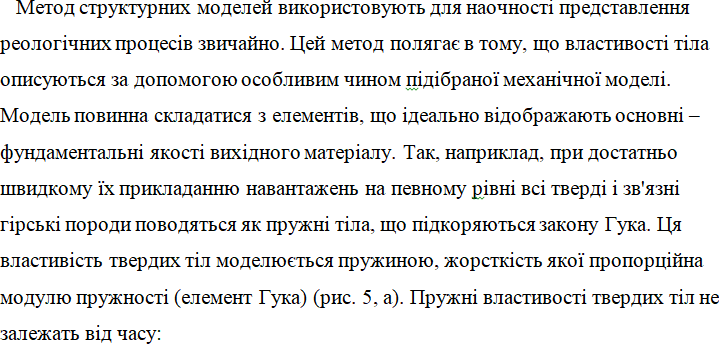 Метод структурних моделей використовують для наочності представлення
реологічних процесів звичайно. Цей метод полягає в тому, що властивості тіла
описуються за допомогою особливим чином підібраної механічної моделі.
Модель повинна складатися з елементів, що ідеально відображають основні –
фундаментальні якості вихідного матеріалу. Так, наприклад, при достатньо
швидкому їх прикладанню навантажень на певному рівні всі тверді і зв'язні
гірські породи поводяться як пружні тіла, що підкоряються закону Гука. Ця
властивість твердих тіл моделюється пружиною, жорсткість якої пропорційна
модулю пружності (елемент Гука) (рис. 5, а). Пружні властивості твердих тіл не
залежать від часу: